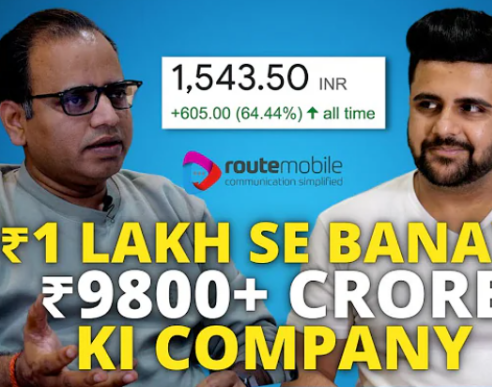 1,543.50 INR
+605.00 (64.44%) ↑ all time
routemobile
communication simplified
₹1 LAKH SE BANA
₹9800+ CRORE
KI COMPANY